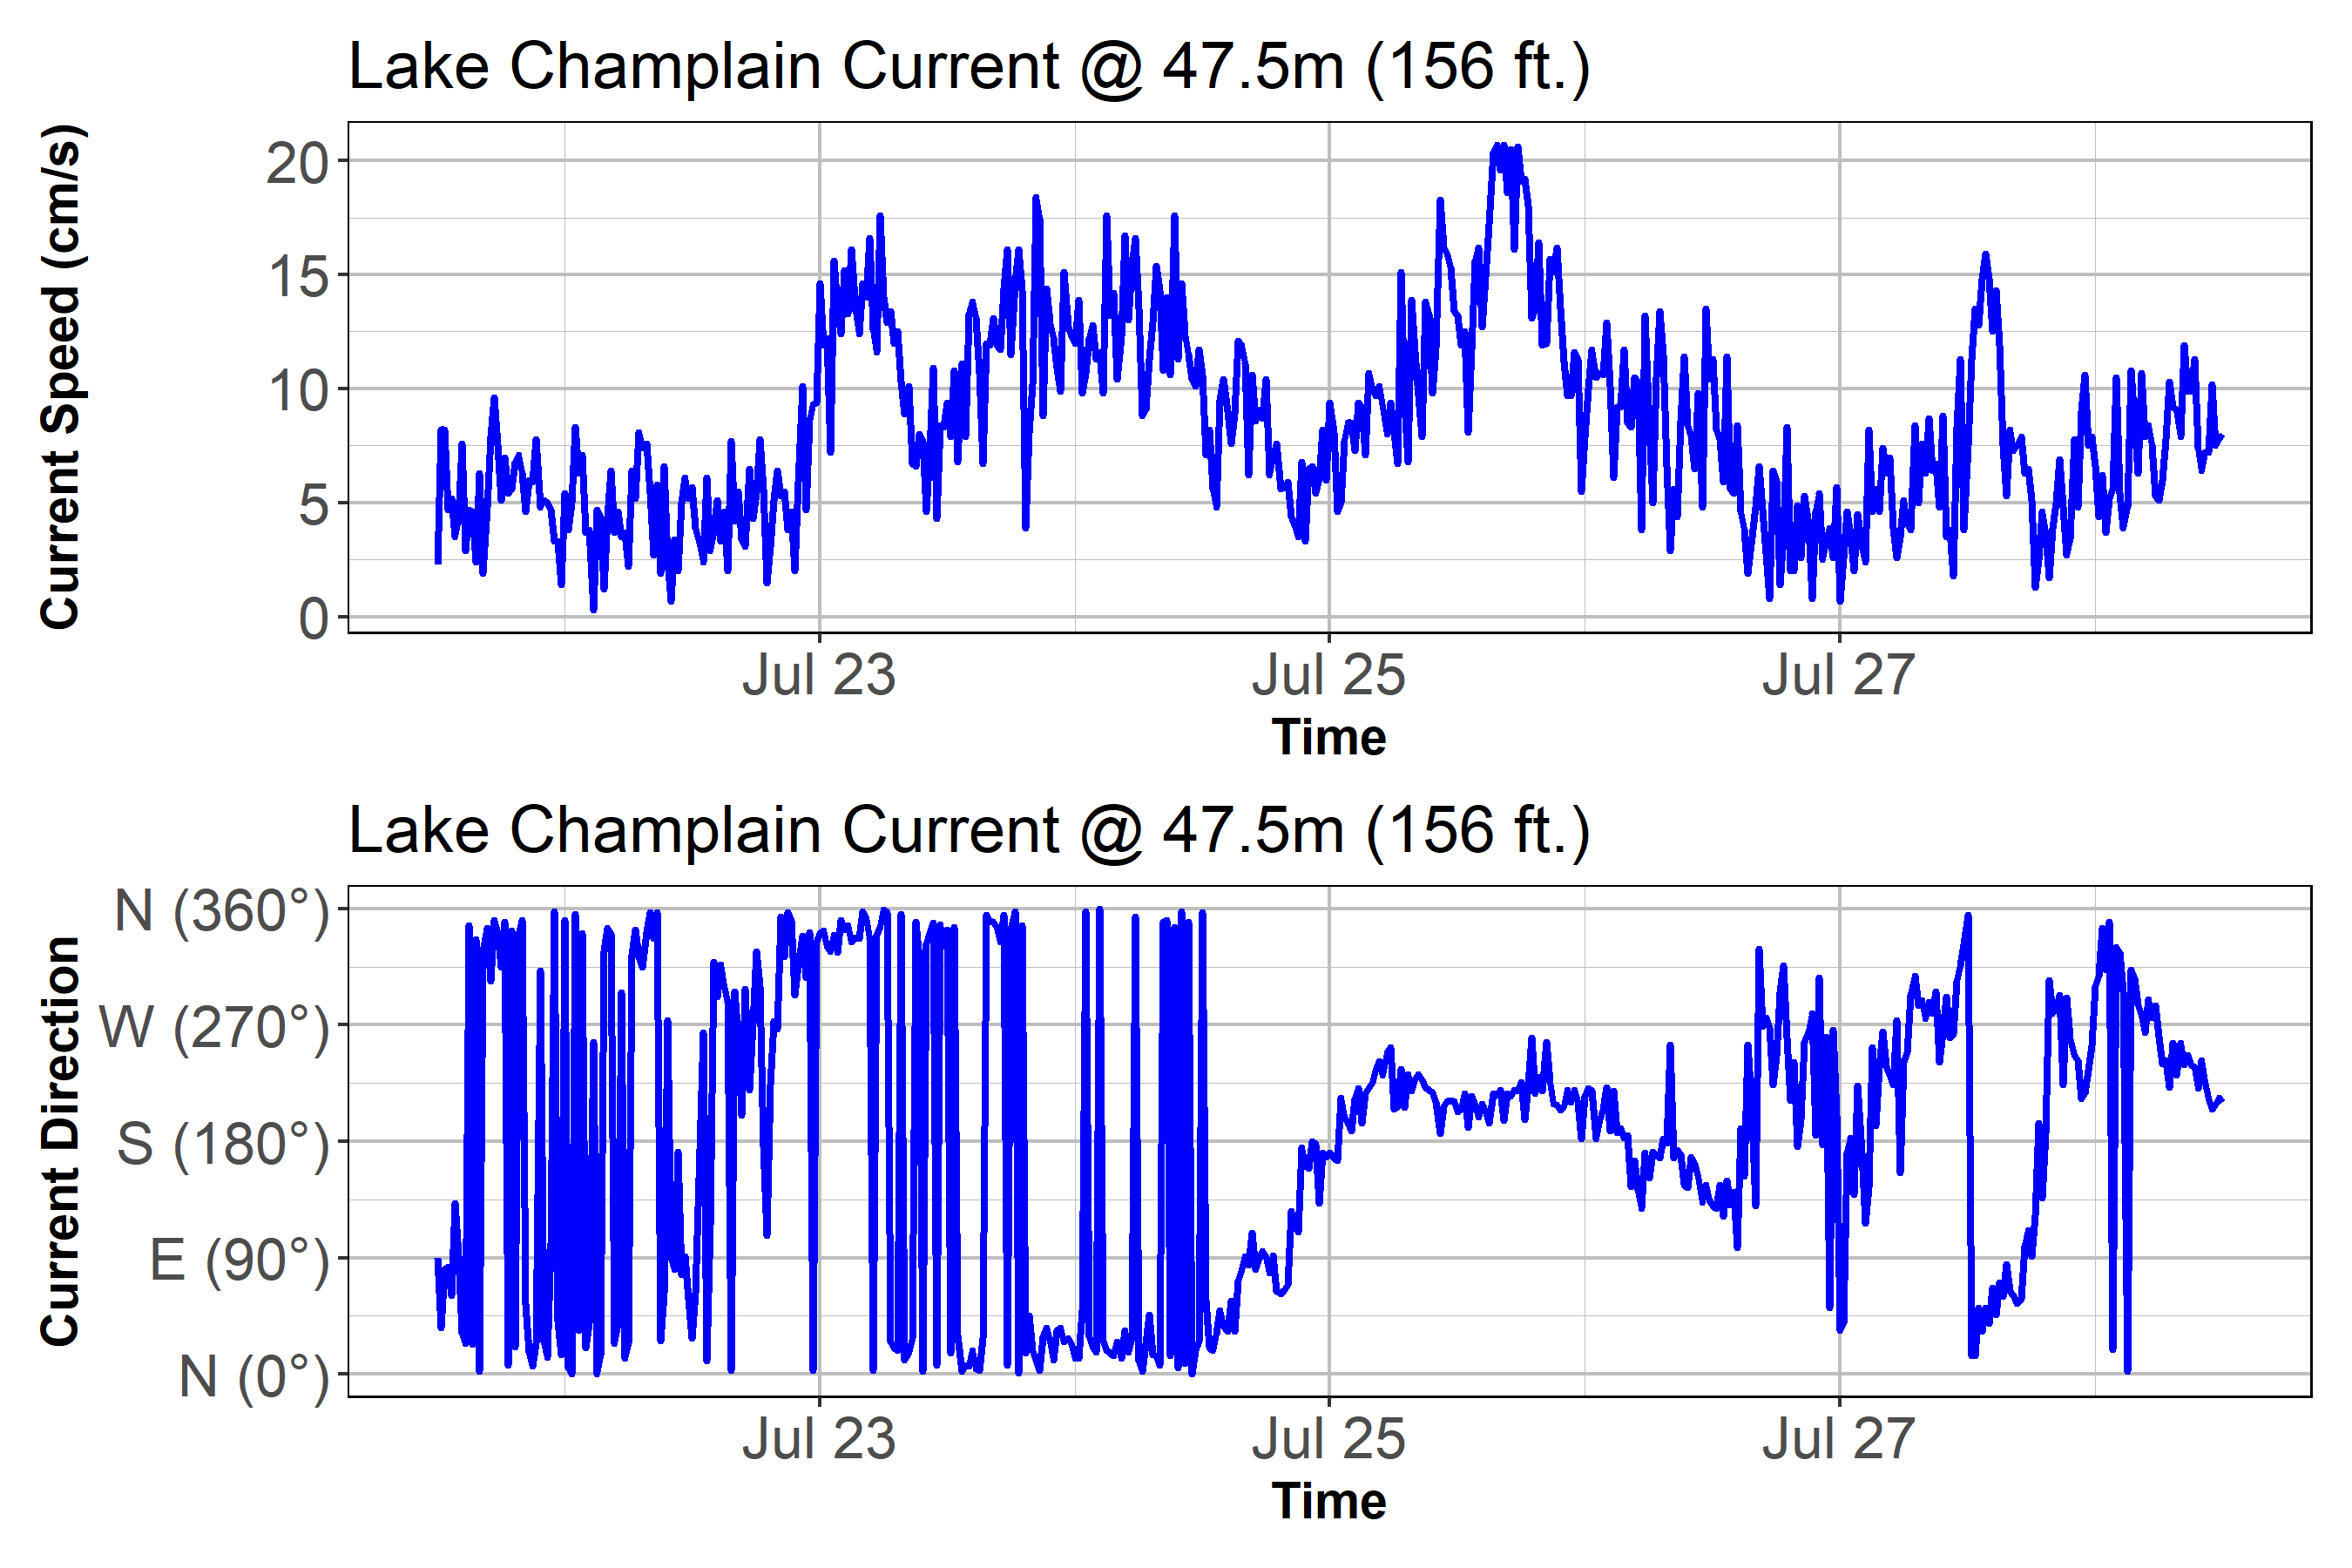 Lake Champlain Current @ 47.5m (156 ft.)
Current Speed (cm/s)
20
15
10
5
0
Jul 23 Jul 25 Jul 27
Time
Lake Champlain Current @ 47.5m (156 ft.)
Current Direction
N (360°)
W (270°)
S (180°)
E (90°)
N (0°)
Jul 23 Jul 25 Jul 27
Time